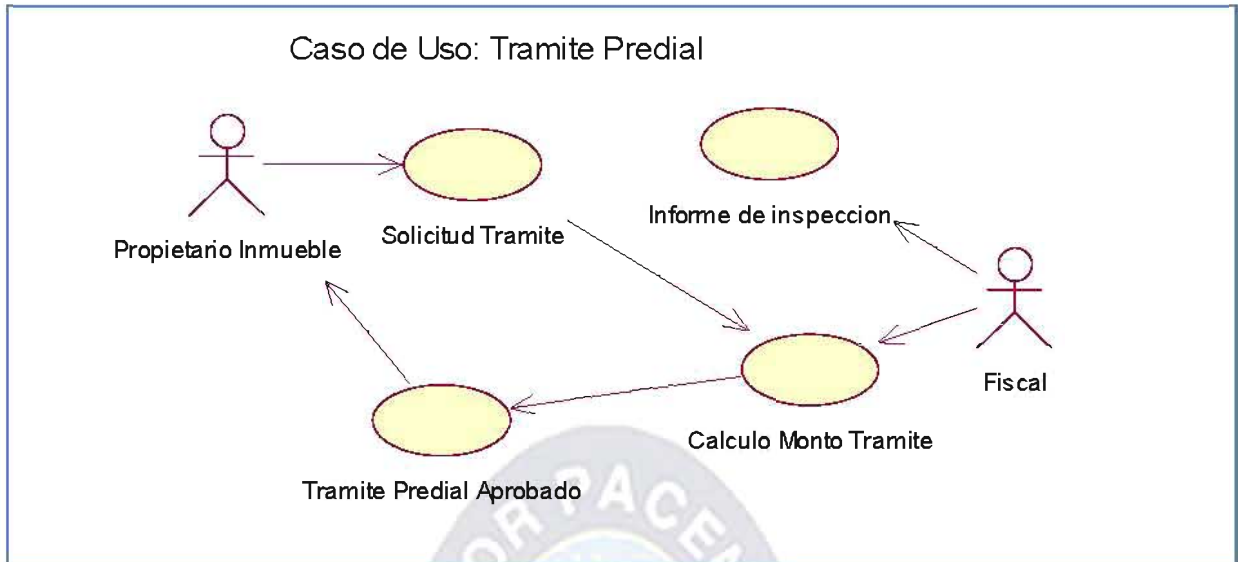 Caso de Uso: Tramite Predial
Propietario Inmueble
Solicitud Tramite
Informe de inspeccion
Fiscal
Calculo Monto Tramite
Tramite Predial Aprobado